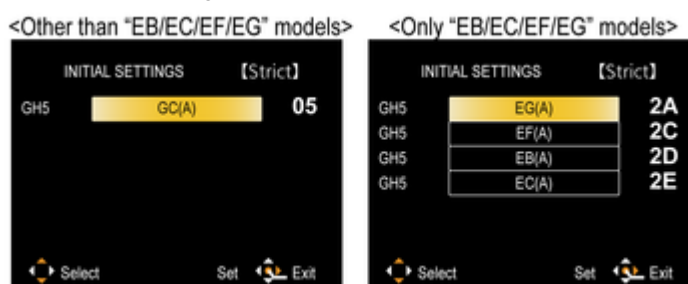 <Other than “EB/EC/EF/EG” models>
INITIAL SETTINGS 【Strict】
GH5 GC(A) 05
Select Set Exit
<Only “EB/EC/EF/EG” models>
INITIAL SETTINGS 【Strict】
GH5 EG(A) 2A
GH5 EF(A) 2C
GH5 EB(A) 2D
GH5 EC(A) 2E
Select Set Exit